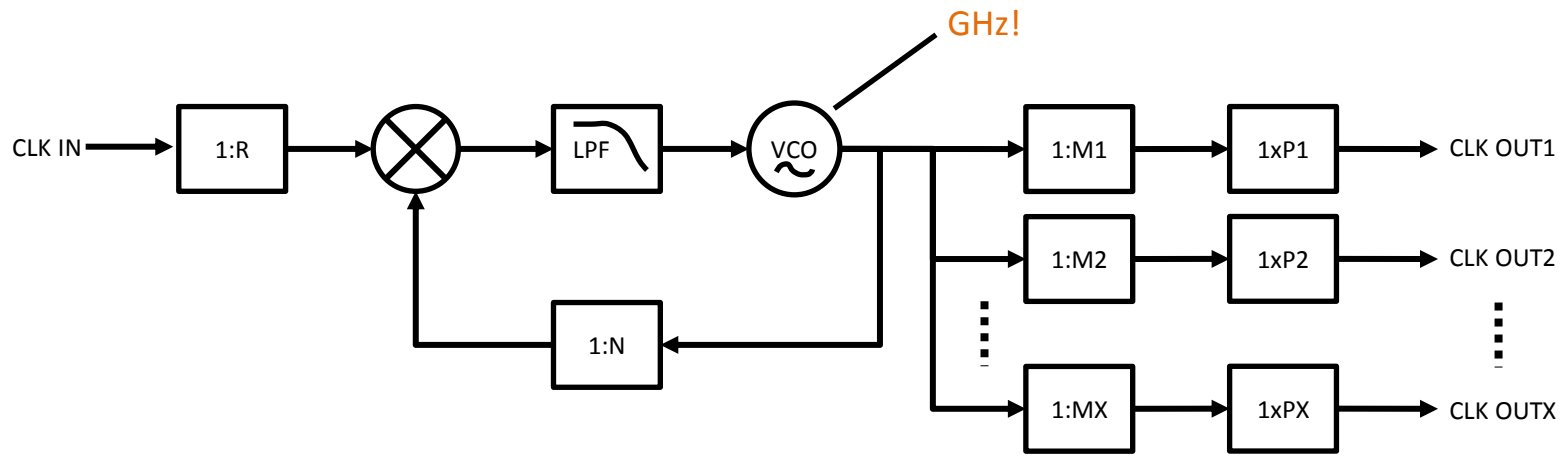 GHz!
CLK IN
1:R
LPF
VCO
1:M1
1xP1
CLK OUT1
1:M2
1xP2
CLK OUT2
1:N
1:MX
1xPX
CLK OUTX